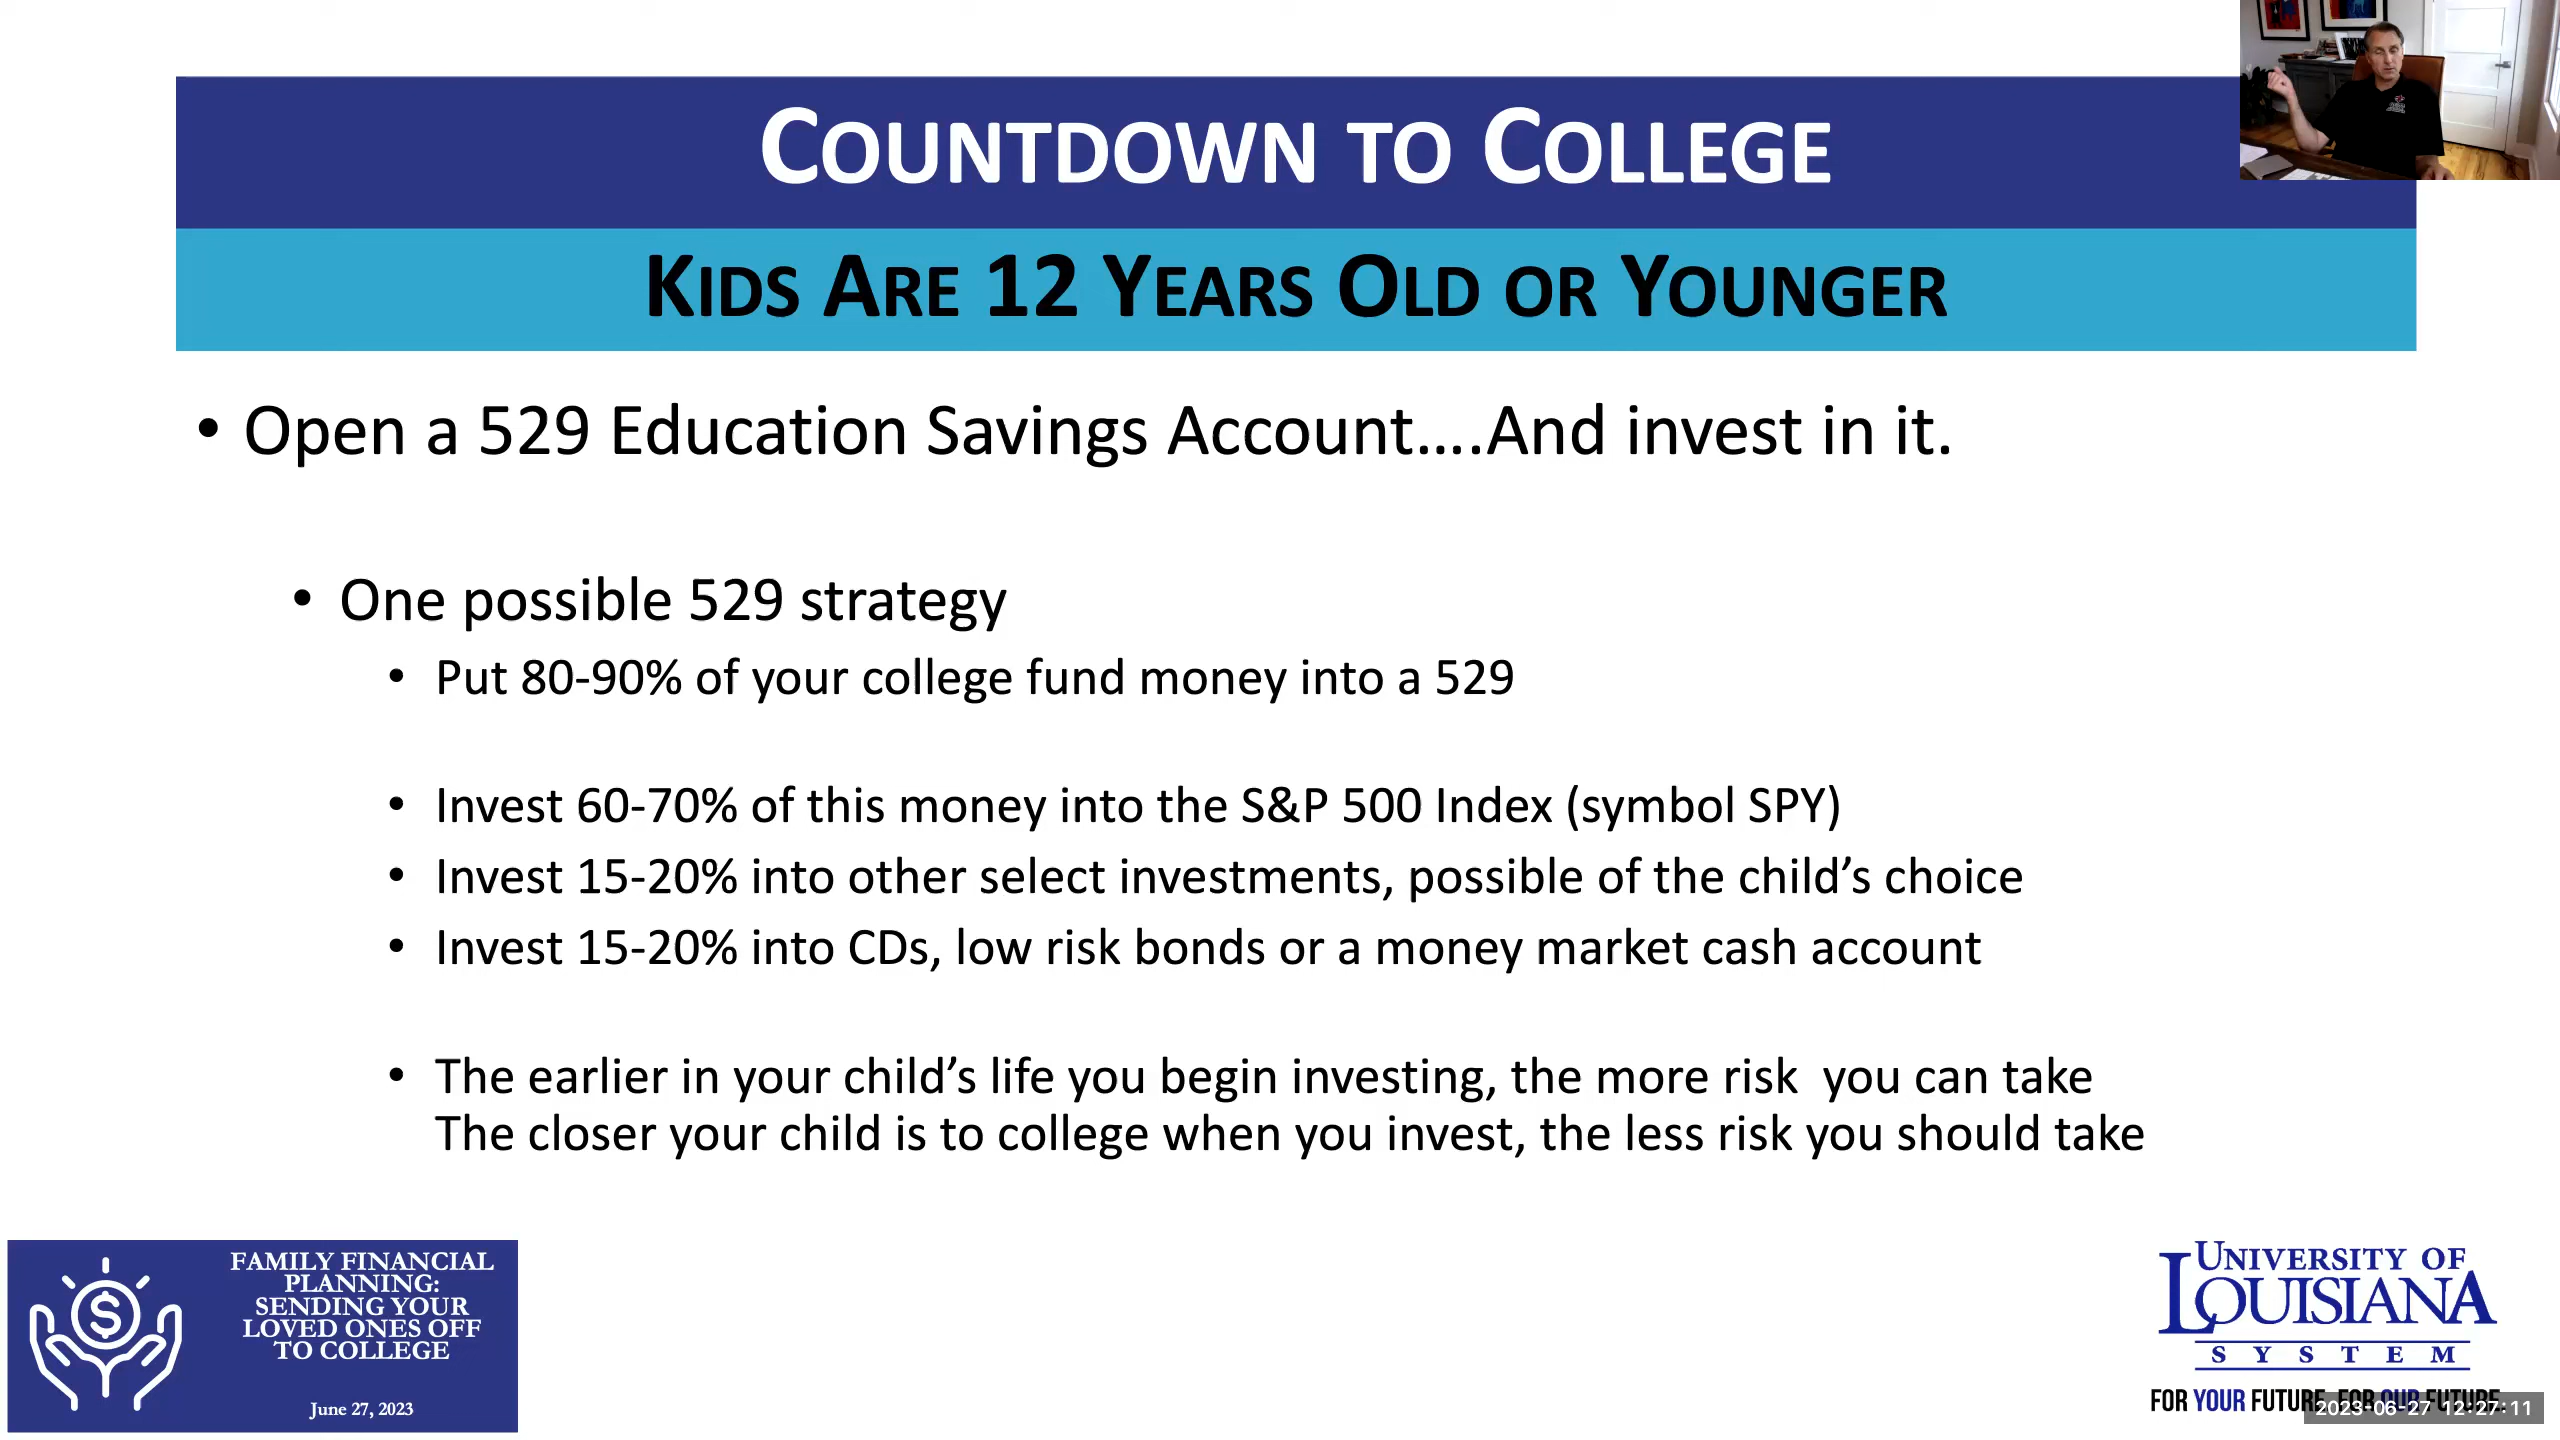 COUNTDOWN TO COLLEGE
KIDS ARE 12 YEARS OLD OR YOUNGER
• Open a 529 Education Savings Account....And invest in it.
• One possible 529 strategy
• Put 80-90% of your college fund money into a 529
• Invest 60-70% of this money into the S&P 500 Index (symbol SPY)
• Invest 15-20% into other select investments, possible of the child’s choice
• Invest 15-20% into CDs, low risk bonds or a money market cash account
• The earlier in your child’s life you begin investing, the more risk  you can take
The closer your child is to college when you invest, the less risk you should take
FAMILY FINANCIAL
PLANNING:
SENDING YOUR
LOVED ONES OFF
TO COLLEGE
June 27, 2023
UNIVERSITY OF
LOUISIANA
SYSTEM
FOR YOUR FUTURE. FOR OUR FUTURE.
2023-06-27 12:27:11